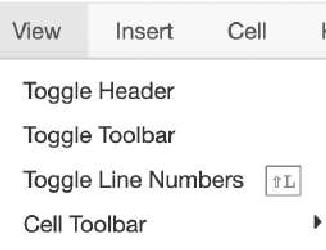 View Insert Cell
Toggle Header
Toggle Toolbar
Toggle Line Numbers ⇧L
Cell Toolbar